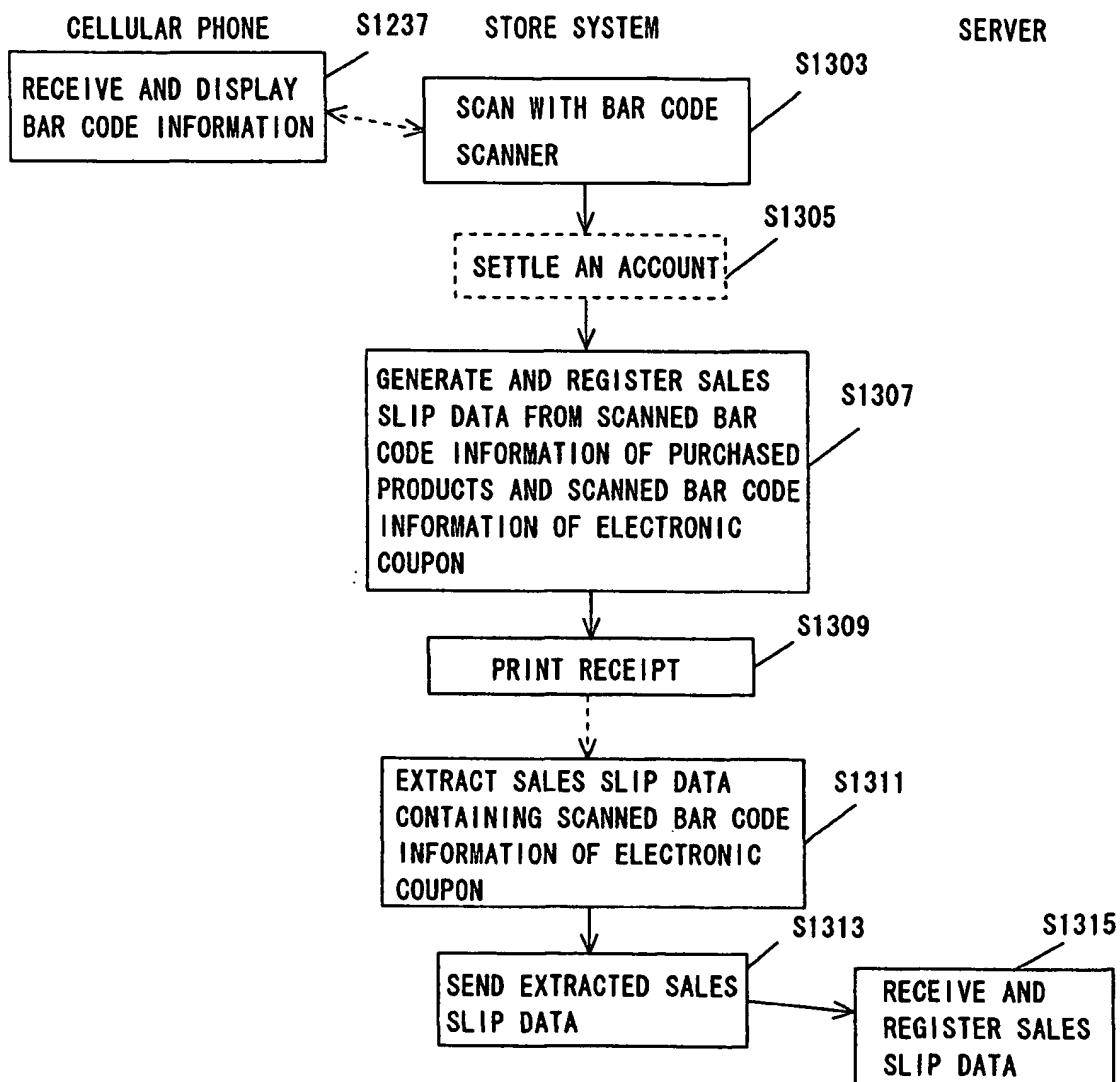 CELLULAR PHONE
S1237
STORE SYSTEM
SERVER
RECEIVE AND DISPLAY
BAR CODE INFORMATION
S1303
SCAN WITH BAR CODE
SCANNER
S1305
SETTLE AN ACCOUNT
S1307
GENERATE AND REGISTER SALES
SLIP DATA FROM SCANNED BAR
CODE INFORMATION OF PURCHASED
PRODUCTS AND SCANNED BAR CODE
INFORMATION OF ELECTRONIC
COUPON
S1309
PRINT RECEIPT
S1311
EXTRACT SALES SLIP DATA
CONTAINING SCANNED BAR CODE
INFORMATION OF ELECTRONIC
COUPON
S1313
SEND EXTRACTED SALES
SLIP DATA
S1315
RECEIVE AND
REGISTER SALES
SLIP DATA